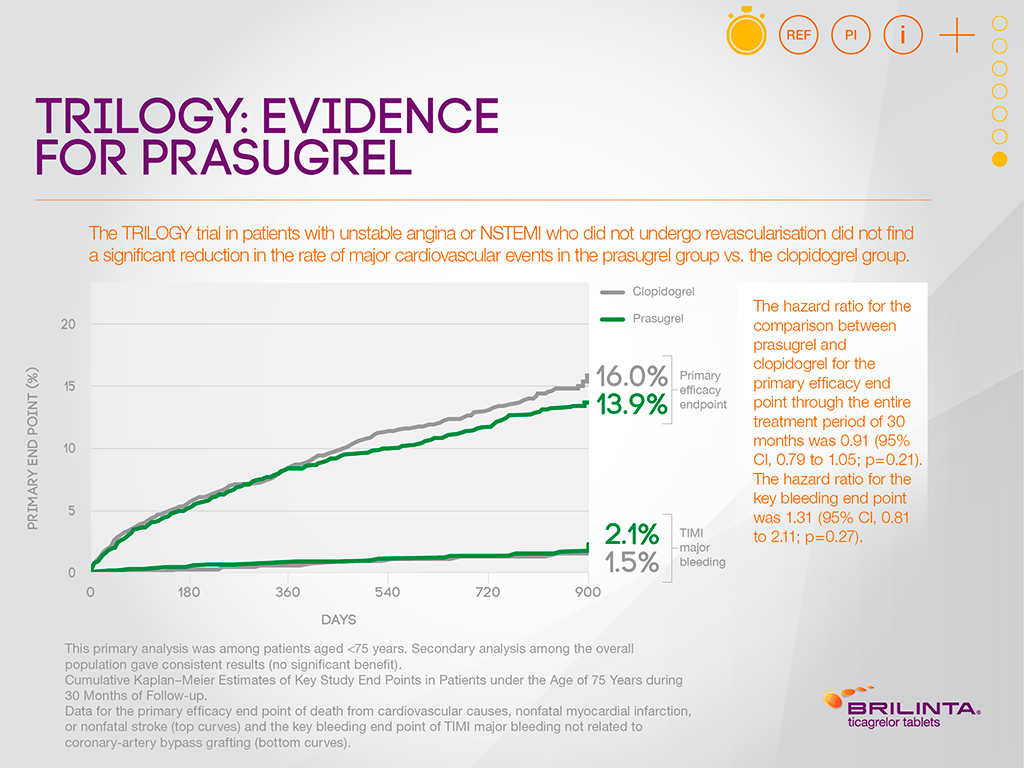 REF
PI
i
TRILOGY: EVIDENCE
FOR PRASUGREL
The TRILOGY trial in patients with unstable angina or NSTEMI who did not undergo revascularisation did not find
a significant reduction in the rate of major cardiovascular events in the prasugrel group vs. the clopidogrel group.
PRIMARY END POINT (%)
20
15
10
5
0
0
180
360
540
720
900
DAYS
Clopidogrel
Prasugrel
16.0%
13.9%
Primary
efficacy
endpoint
2.1%
1.5%
TIMI
major
bleeding
The hazard ratio for the
comparison between
prasugrel and
clopidogrel for the
primary efficacy end
point through the entire
treatment period of 30
months was 0.91 (95%
CI, 0.79 to 1.05; p=0.21).
The hazard ratio for the
key bleeding end point
was 1.31 (95% CI, 0.81
to 2.11; p=0.27).
This primary analysis was among patients aged <75 years. Secondary analysis among the overall
population gave consistent results (no significant benefit).
Cumulative Kaplan–Meier Estimates of Key Study End Points in Patients under the Age of 75 Years during
30 Months of Follow-up.
Data for the primary efficacy end point of death from cardiovascular causes, nonfatal myocardial infarction,
or nonfatal stroke (top curves) and the key bleeding end point of TIMI major bleeding not related to
coronary-artery bypass grafting (bottom curves).
BRILINTA®
ticagrelor tablets